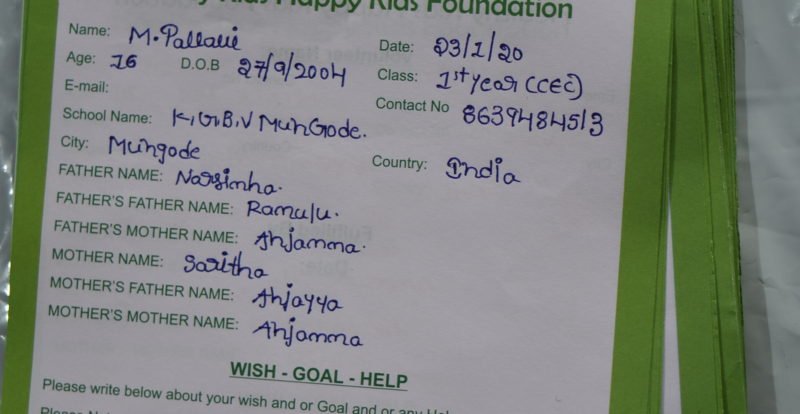 Kids Happy Kids Foundation
Name: M. Pallavi Date: 23/1/20
Age: 16 D.O.B 27/9/2004 Class: 1st year (CEC)
E-mail: Contact No 8639484513
School Name: K.G.B.V MunGode.
City: Mungode Country: India
FATHER NAME: Narsimha.
FATHER'S FATHER NAME: Ramulu.
FATHER'S MOTHER NAME: Anjamma.
MOTHER NAME: Saritha
MOTHER'S FATHER NAME: Anjayya
MOTHER'S MOTHER NAME: Anjamma
WISH - GOAL - HELP
Please write below about your wish and or Goal and or any
Please